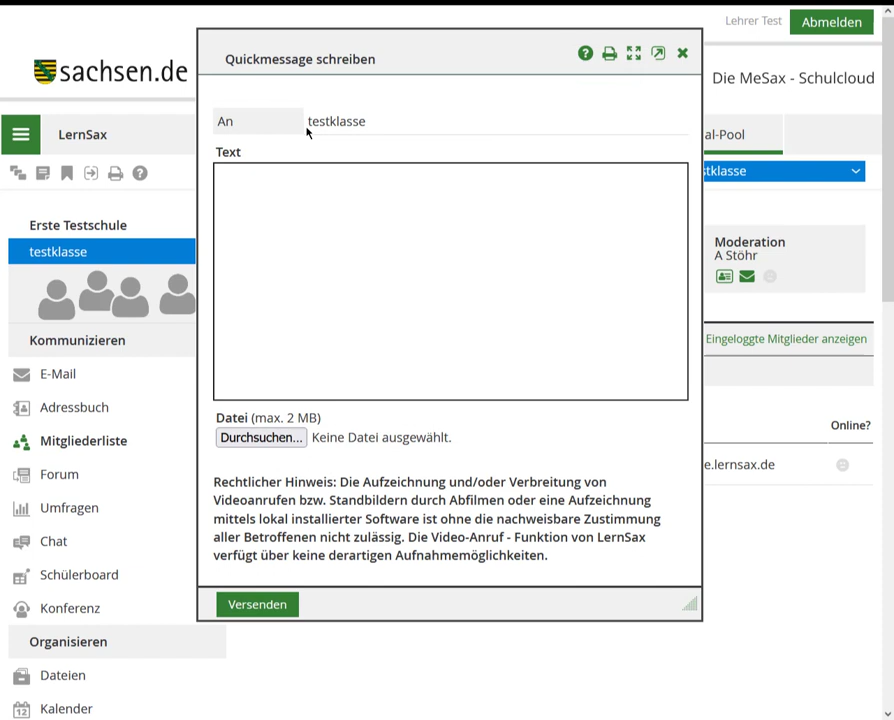 Lehrer Test
Abmelden
sachsen.de
Die MeSax - Schulcloud
LernSax
al-Pool
stklasse
Erste Testschule
testklasse
Moderation
A Stöhr
Kommunizieren
Eingeloggte Mitglieder anzeigen
E-Mail
Adressbuch
Mitgliederliste
Online?
e.lernsax.de
Forum
Umfragen
Chat
Schülerboard
Konferenz
Organisieren
Dateien
12
Kalender
Quickmessage schreiben
An
testklasse
Text
Datei (max. 2 MB)
Durchsuchen... Keine Datei ausgewählt.
Rechtlicher Hinweis: Die Aufzeichnung und/oder Verbreitung von
Videoanrufen bzw. Standbildern durch Abfilmen oder eine Aufzeichnung
mittels lokal installierter Software ist ohne die nachweisbare Zustimmung
aller Betroffenen nicht zulässig. Die Video-Anruf - Funktion von LernSax
verfügt über keine derartigen Aufnahmemöglichkeiten.
Versenden